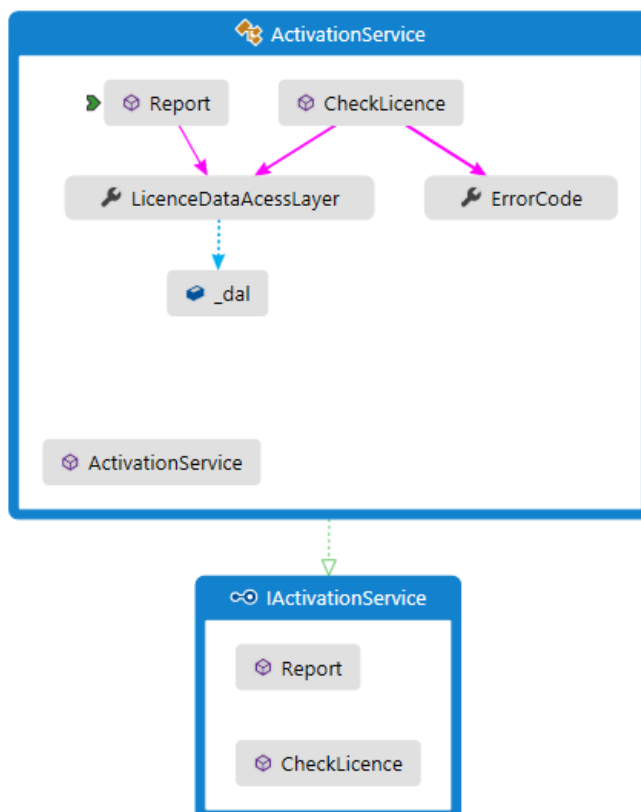 ActivationService
Report
CheckLicence
LicenceDataAcessLayer
ErrorCode
_dal
ActivationService
IActivationService
Report
CheckLicence